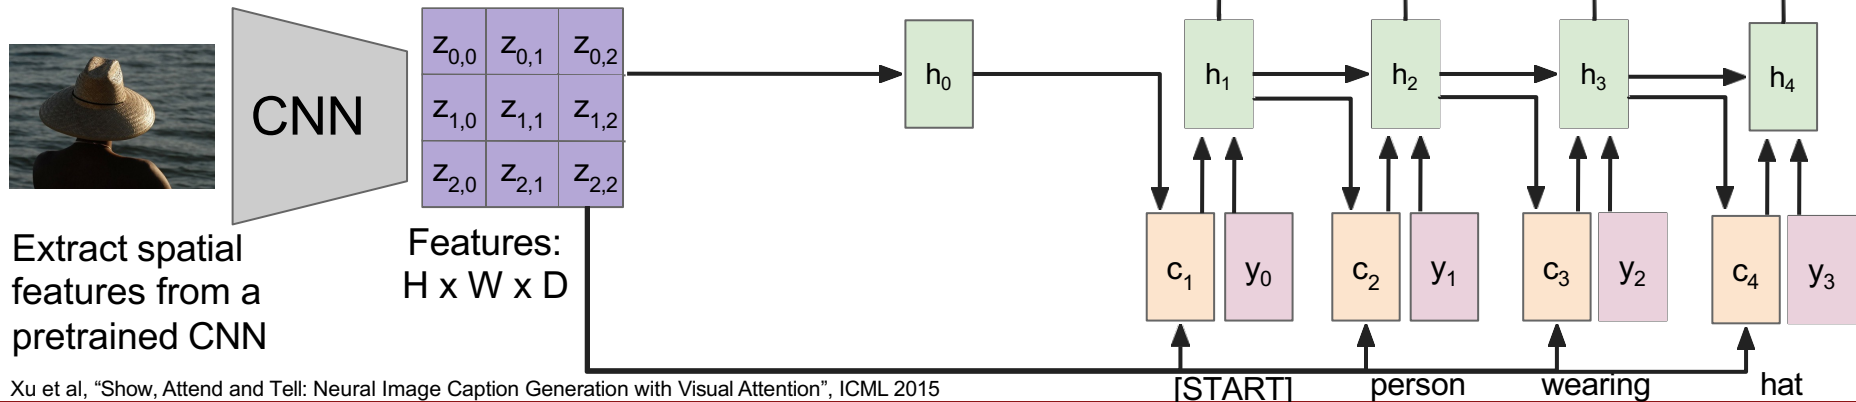 CNN
z0,0 z0,1 z0,2
z1,0 z1,1 z1,2
z2,0 z2,1 z2,2
h0
h1
h2
h3
h4
Extract spatial
features from a
pretrained CNN
Features:
H x W x D
c1 y0
c2 y1
c3 y2
c4 y3
[START] person wearing hat
Xu et al, “Show, Attend and Tell: Neural Image Caption Generation with Visual Attention”, ICML 2015